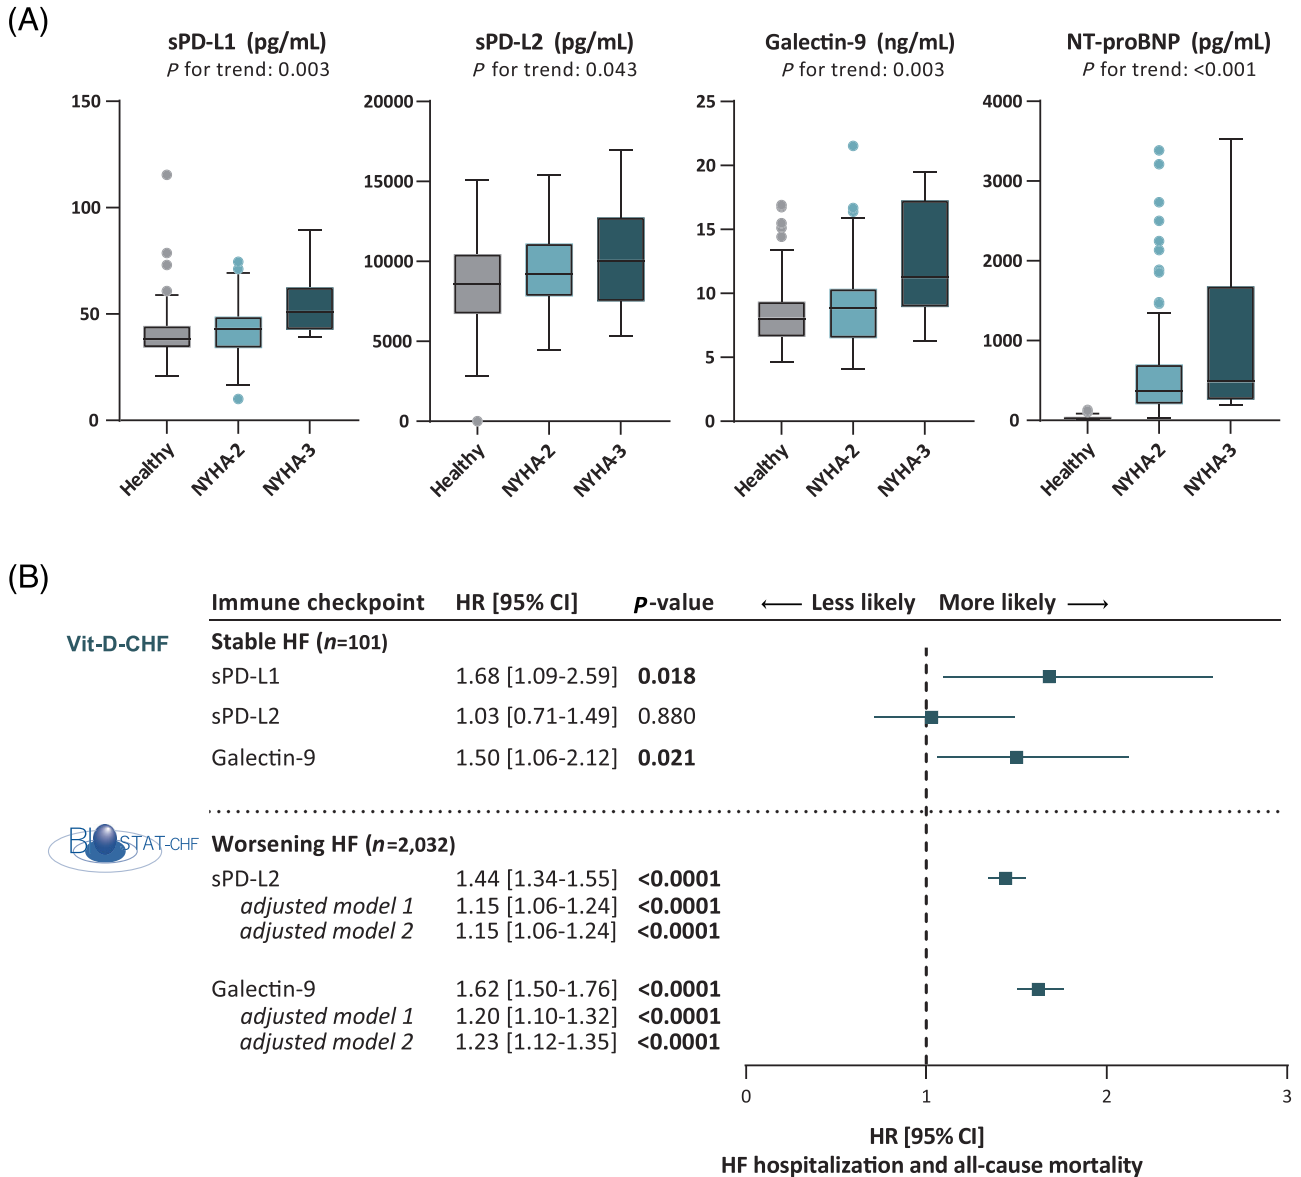 (A)
sPD-L1 (pg/mL)
P for trend: 0.003
150
100
50
0
Healthy
NYHA-2
NYHA-3
sPD-L2 (pg/mL)
P for trend: 0.043
20000
15000
10000
5000
0
Healthy
NYHA-2
NYHA-3
Galectin-9 (ng/mL)
P for trend: 0.003
25
20
15
10
5
0
Healthy
NYHA-2
NYHA-3
NT-proBNP (pg/mL)
P for trend: <0.001
4000
3000
2000
1000
0
Healthy
NYHA-2
NYHA-3
(B)
Immune checkpoint HR [95% CI] P-value ← Less likely More likely →
Vit-D-CHF Stable HF (n=101)
sPD-L1 1.68 [1.09-2.59] 0.018
sPD-L2 1.03 [0.71-1.49] 0.880
Galectin-9 1.50 [1.06-2.12] 0.021
STAT-CHF Worsening HF (n=2,032)
sPD-L2 1.44 [1.34-1.55] <0.0001
adjusted model 1 1.15 [1.06-1.24] <0.0001
adjusted model 2 1.15 [1.06-1.24] <0.0001
Galectin-9 1.62 [1.50-1.76] <0.0001
adjusted model 1 1.20 [1.10-1.32] <0.0001
adjusted model 2 1.23 [1.12-1.35] <0.0001
0 1 2 3
HR [95% CI]
HF hospitalization and all-cause mortality